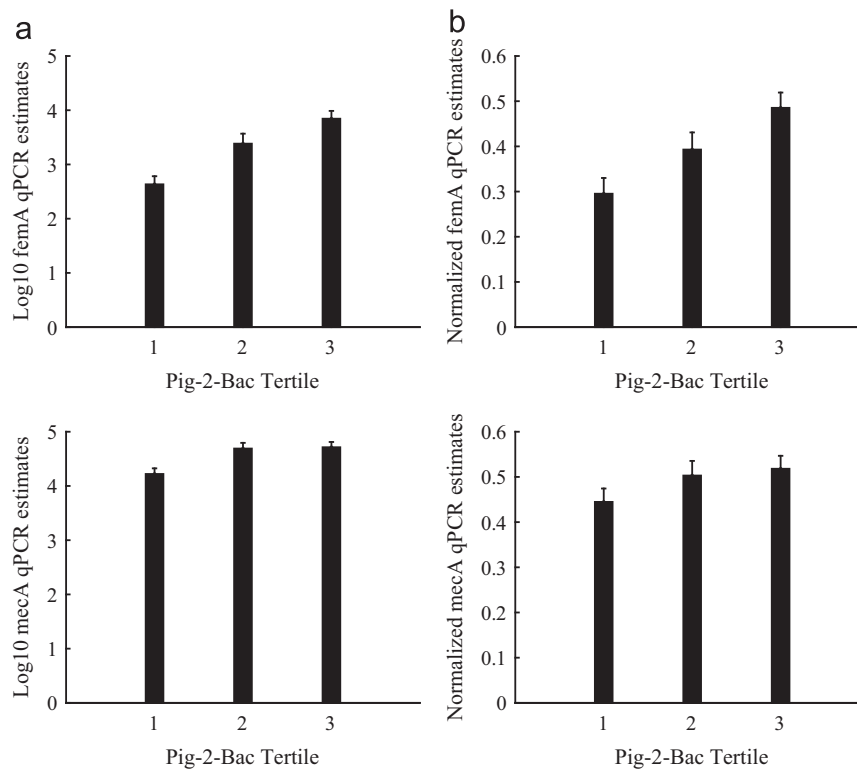 a
Log10 femA qPCR estimates
5
4
3
2
1
0
1 2 3
Pig-2-Bac Tertile
b
Normalized femA qPCR estimates
0.6
0.5
0.4
0.3
0.2
0.1
0
1 2 3
Pig-2-Bac Tertile
Log10 mecA qPCR estimates
5
4
3
2
1
0
1 2 3
Pig-2-Bac Tertile
Normalized mecA qPCR estimates
0.6
0.5
0.4
0.3
0.2
0.1
0
1 2 3
Pig-2-Bac Tertile